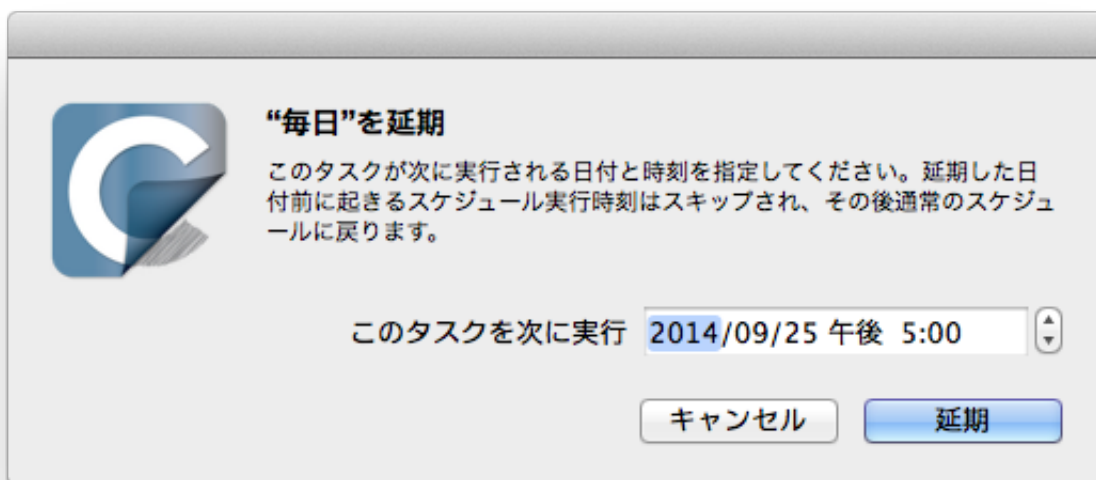 “毎日”を延期
このタスクが次に実行される日付と時刻を指定してください。延期した日
付前に起きるスケジュール実行時刻はスキップされ、その後通常のスケジュ
ールに戻ります。
このタスクを次に実行 2014/09/25 午後 5:00
キャンセル 延期